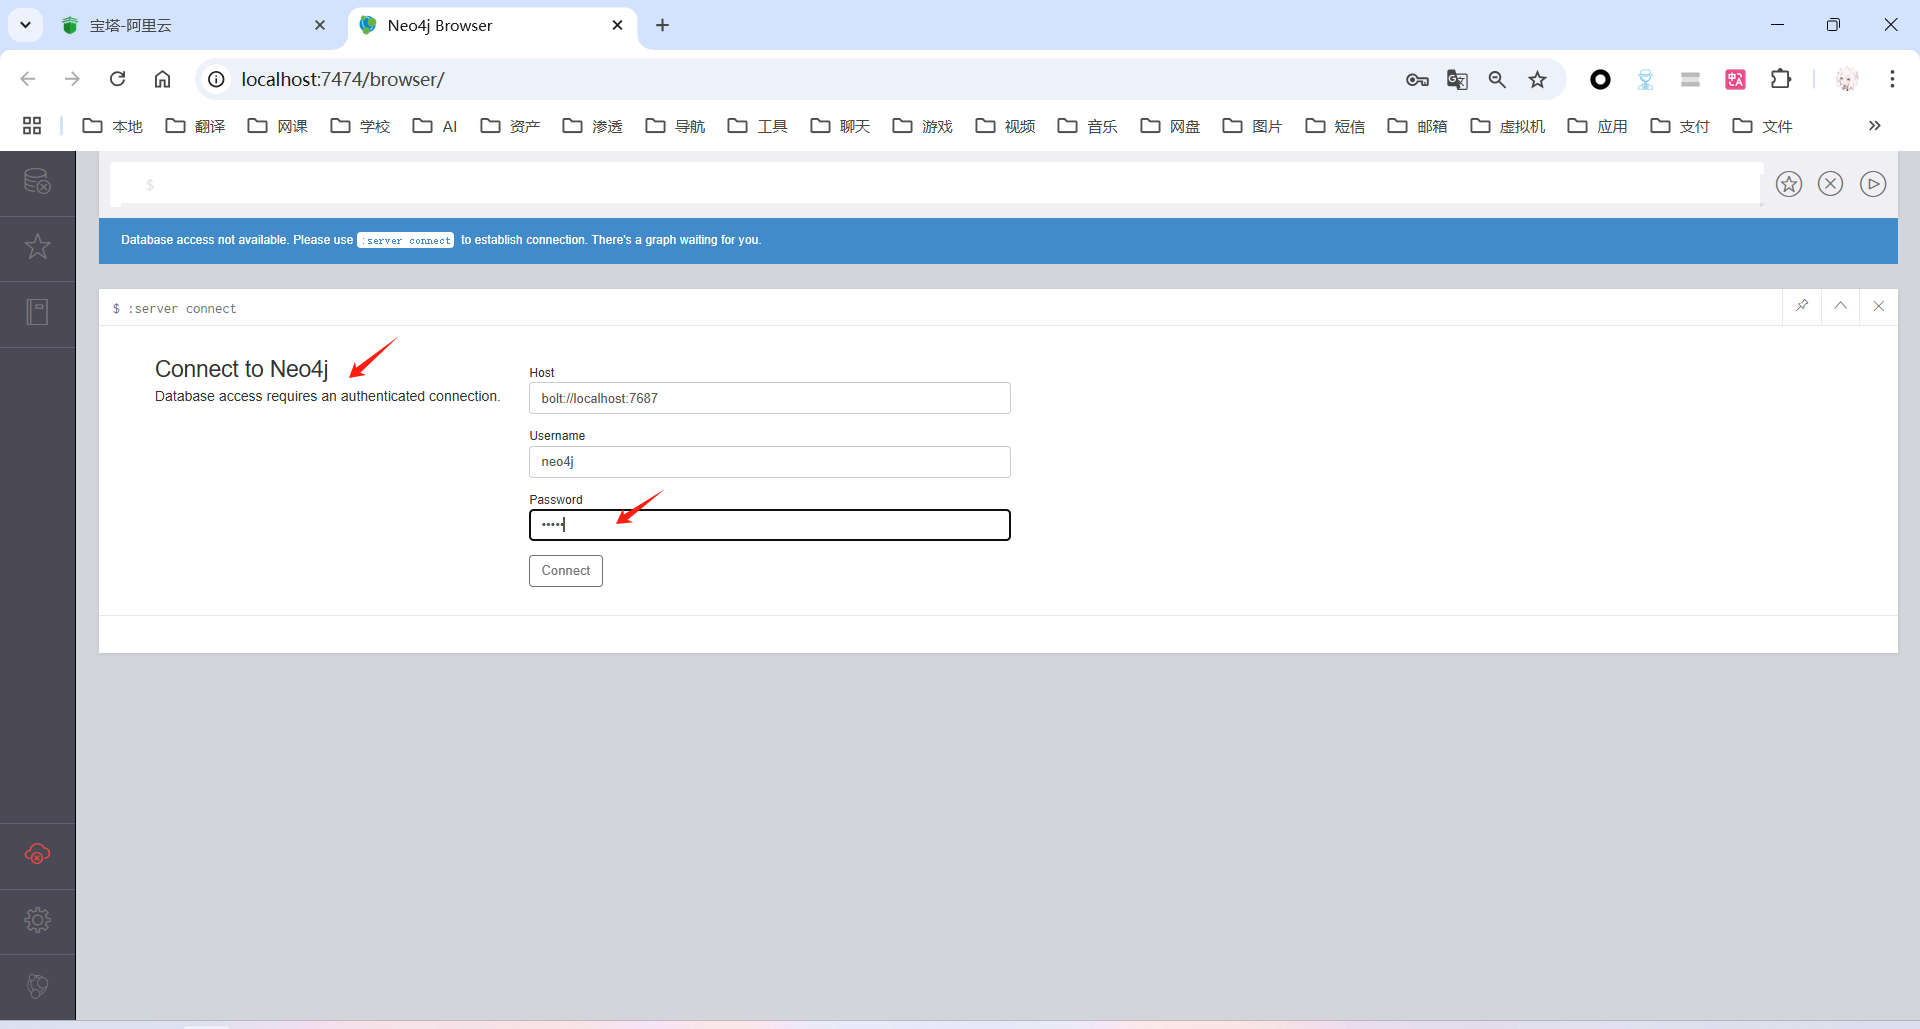 宝塔-阿里云
Neo4j Browser
localhost:7474/browser/
本地 翻译 网课 学校 AI 资产 渗透 导航 工具 聊天 游戏 视频 音乐 网盘 图片 短信 邮箱 虚拟机 应用 支付 文件
$
Database access not available. Please use :server connect to establish connection. There's a graph waiting for you.
$ :server connect
Connect to Neo4j
Database access requires an authenticated connection.
Host
bolt://localhost:7687
Username
neo4j
Password
•••••
Connect